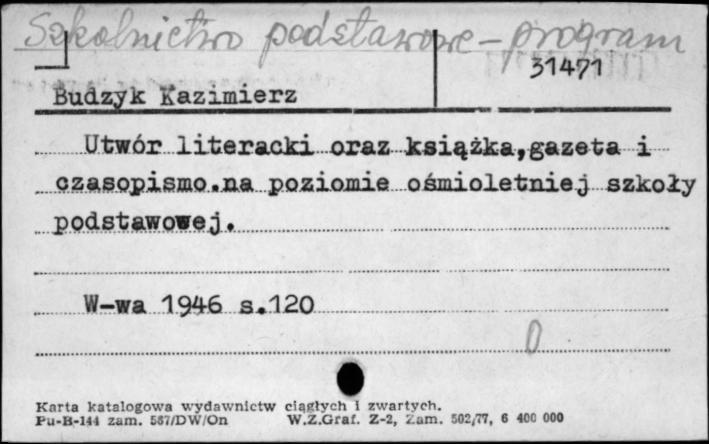 Szkolnictwo podstawowe – program
31471
Budzyk Kazimierz
Utwór literacki oraz książka,gazeta i
czasopismo.na poziomie ośmioletniej szkoły
podstawowej.
W-wa 1946 s.120
0
Karta katalogowa wydawnictw ciągłych i zwartych.
Pu-B-144 zam. 567/DW/On W.Z.Graf. Z-2, Zam. 502/77, 6 400 000